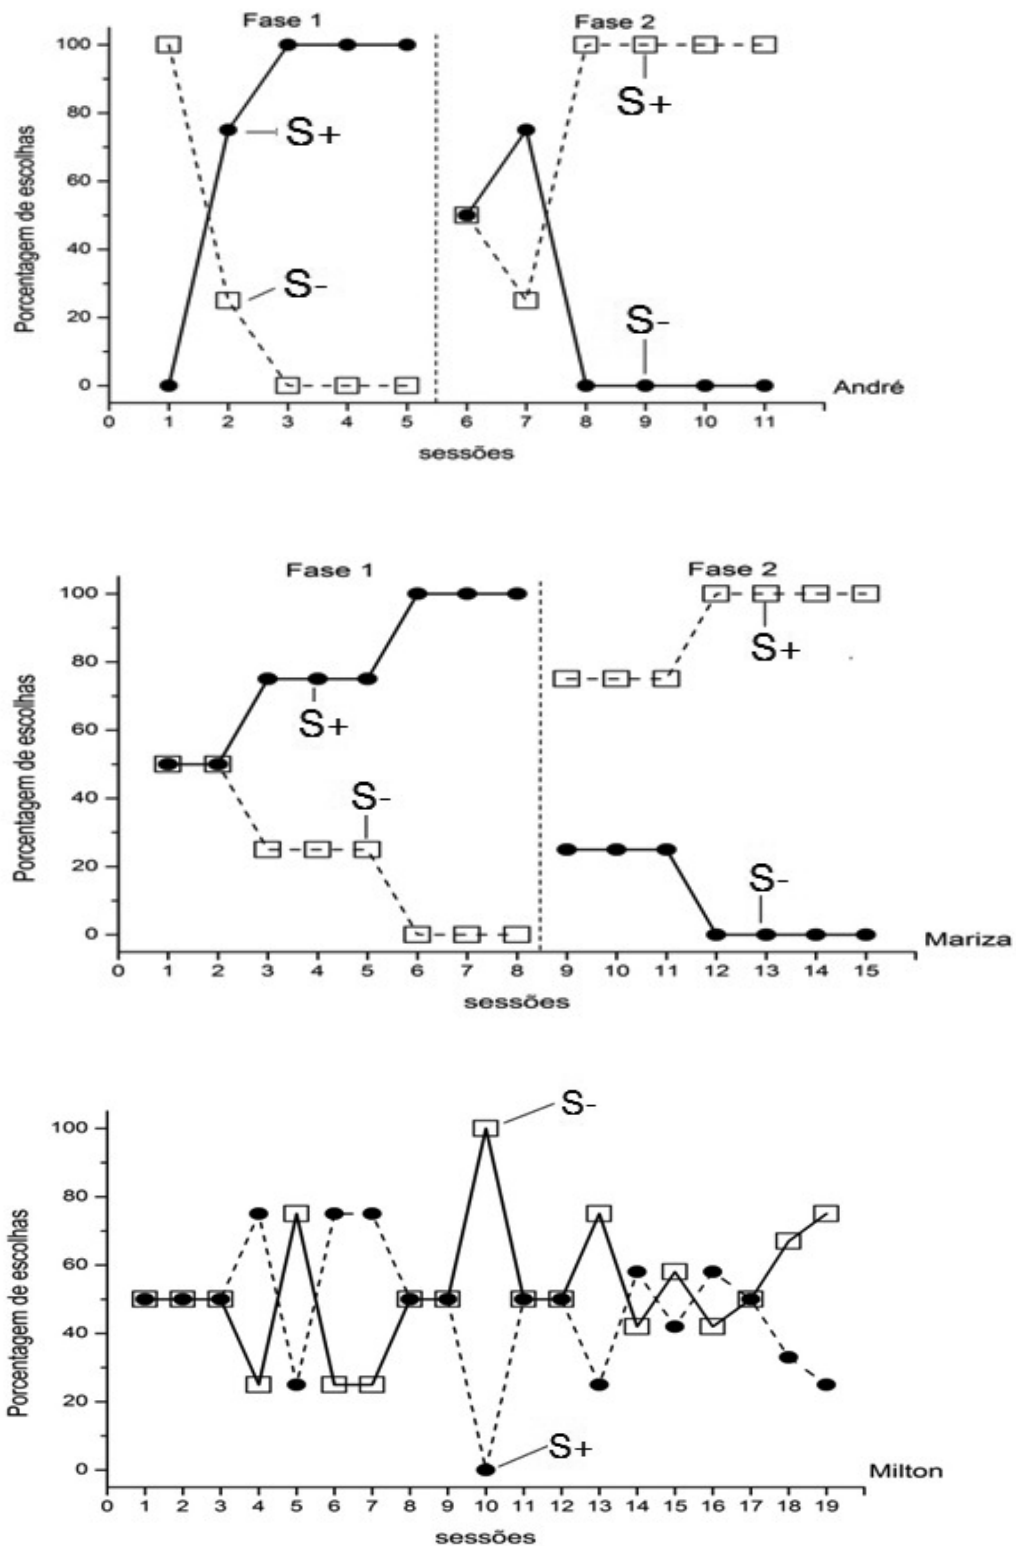 Fase 1 Fase 2
100
80
60
40
20
0
Porcentagem de escolhas
S+
S-
S+
S-
André
0 1 2 3 4 5 6 7 8 9 10 11
sessões
Fase 1 Fase 2
100
80
60
40
20
0
Porcentagem de escolhas
S+
S-
S+
S-
Mariza
0 1 2 3 4 5 6 7 8 9 10 11 12 13 14 15
sessões
100
80
60
40
20
0
Porcentagem de escolhas
S-
S+
Milton
0 1 2 3 4 5 6 7 8 9 10 11 12 13 14 15 16 17 18 19
sessões